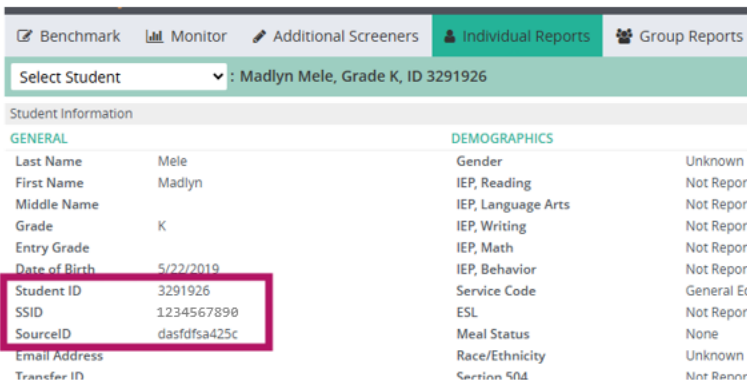 Benchmark Monitor Additional Screeners Individual Reports Group Reports
Select Student : Madlyn Mele, Grade K, ID 3291926
Student Information
GENERAL DEMOGRAPHICS
Last Name Mele Gender Unknown
First Name Madlyn IEP, Reading Not Repor
Middle Name IEP, Language Arts Not Repor
Grade K IEP, Writing Not Repor
Entry Grade IEP, Math Not Repor
Date of Birth 5/22/2019 IEP, Behavior Not Repor
Student ID 3291926 Service Code General Ed
SSID 1234567890 ESL Not Repor
SourceID dasfdfsa425c Meal Status None
Email Address Race/Ethnicity Unknown
Transfer ID Section 504 Not Repor